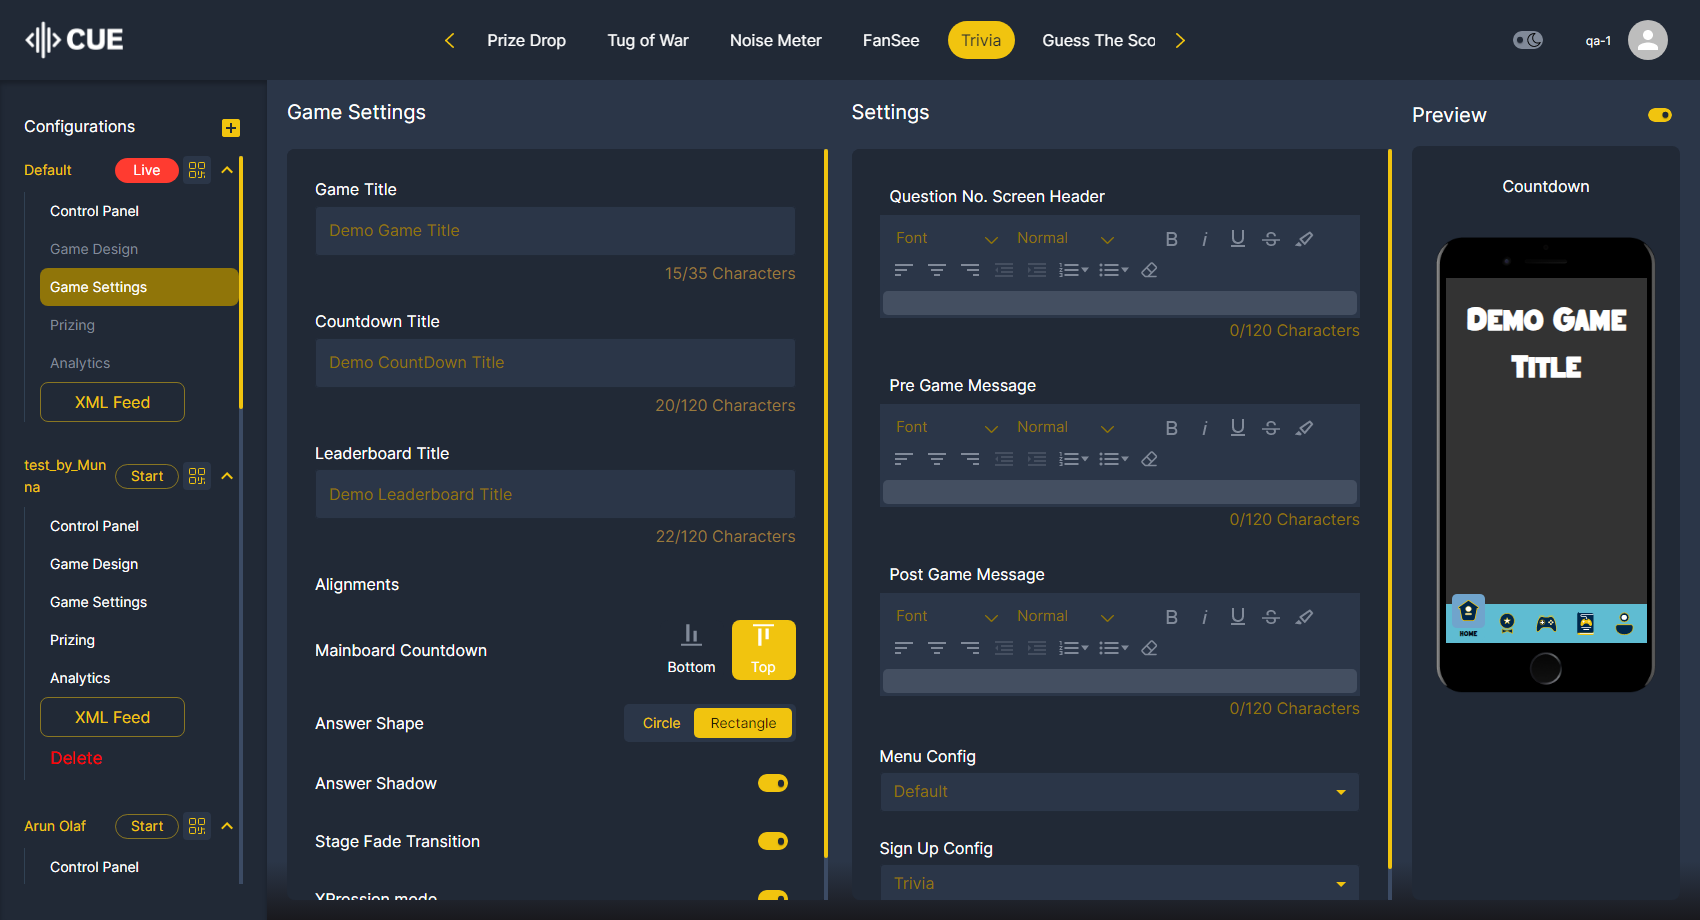 CUE
Prize Drop
Tug of War
Noise Meter
FanSee
Trivia
Guess The Sco
qa-1
Configurations
Default
Live
Control Panel
Game Design
Game Settings
Prizing
Analytics
XML Feed
test_by_Mun
na
Start
Control Panel
Game Design
Game Settings
Prizing
Analytics
XML Feed
Delete
Arun Olaf
Start
Control Panel
Game Settings
Game Title
Demo Game Title
15/35 Characters
Countdown Title
Demo CountDown Title
20/120 Characters
Leaderboard Title
Demo Leaderboard Title
22/120 Characters
Alignments
Mainboard Countdown
Bottom
Top
Answer Shape
Circle
Rectangle
Answer Shadow
Stage Fade Transition
XPression mode
Settings
Question No. Screen Header
Font
Normal
0/120 Characters
Pre Game Message
Font
Normal
0/120 Characters
Post Game Message
Font
Normal
0/120 Characters
Menu Config
Default
Sign Up Config
Trivia
Preview
Countdown
Demo Game
Title
HOME